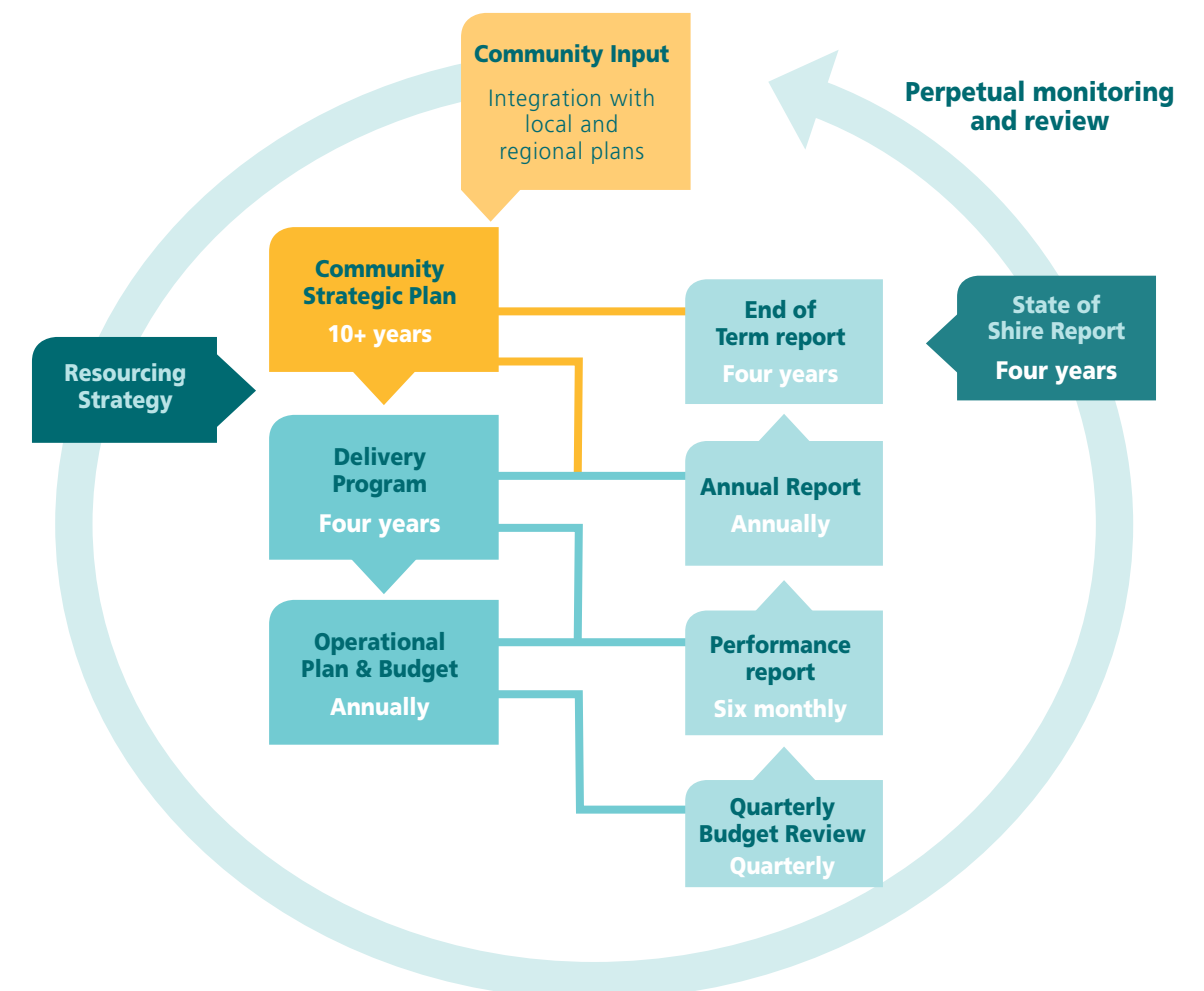 Community Input
Integration with
local and
regional plans
Perpetual monitoring
and review
Community
Strategic Plan
10+ years
End of
Term report
Four years
State of
Shire Report
Four years
Resourcing
Strategy
Delivery
Program
Four years
Annual Report
Annually
Operational
Plan & Budget
Annually
Performance
report
Six monthly
Quarterly
Budget Review
Quarterly